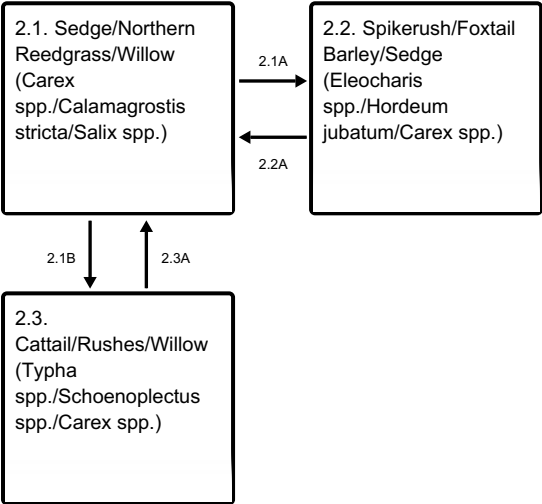 2.1. Sedge/Northern
Reedgrass/Willow
(Carex
spp./Calamagrostis
stricta/Salix spp.)
2.1A
2.2A
2.2. Spikerush/Foxtail
Barley/Sedge
(Eleocharis
spp./Hordeum
jubatum/Carex spp.)
2.1B
2.3A
2.3.
Cattail/Rushes/Willow
(Typha
spp./Schoenoplectus
spp./Carex spp.)